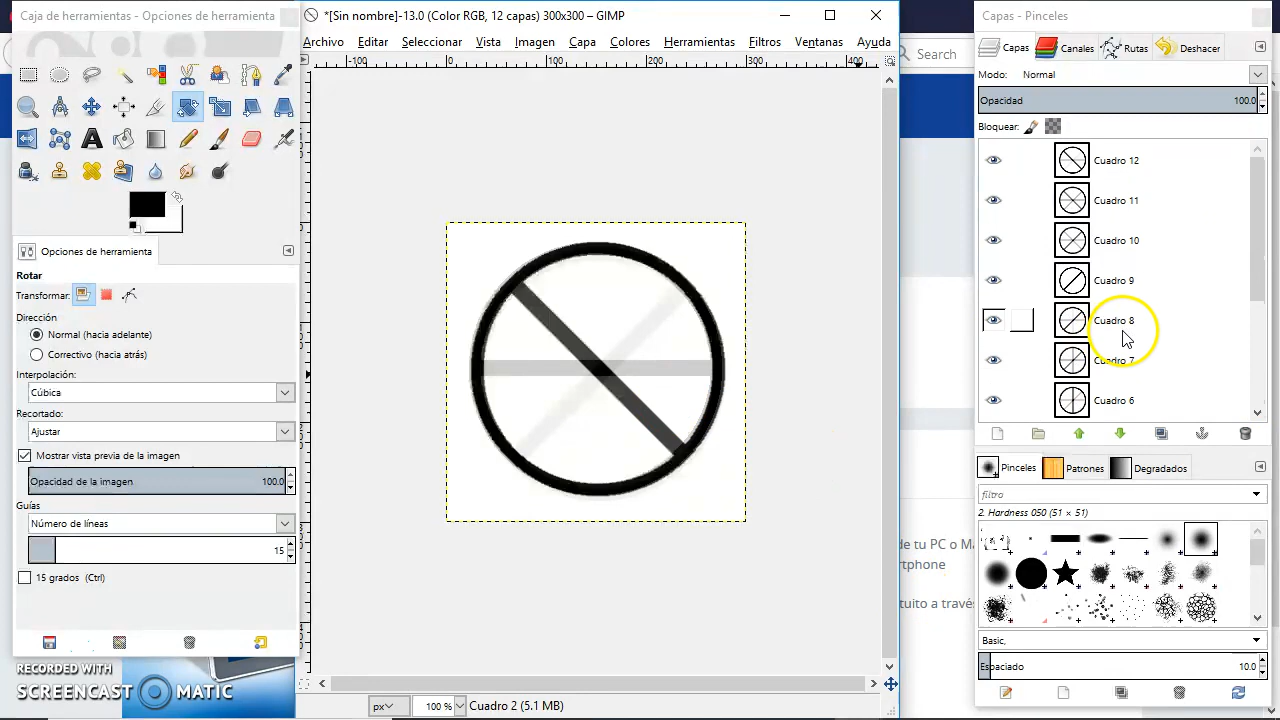 Caja de herramientas - Opciones de herramienta
*[Sin nombre]-13.0 (Color RGB, 12 capas) 300x200 – GIMP
Archivo Editar Seleccionar Vista Capa Colores Herramientas Filtros Ventanas Ayuda
-100 0 100 200 300 400
Opciones de herramienta
Rotar
Transformar:
Dirección
Normal (hacia adelante)
Correctivo (hacia atrás)
Interpolación:
Cúbica
Recortado:
Ajustar
Mostrar vista previa de la imagen
Opacidad de la imagen 100.0
Guías
Número de líneas
15
15 grados (Ctrl)
RECORDED WITH
SCREENCAST MATIC
px 100 % Cuadro 2 (5.1 MB)
Search
de tu PC o
rtphone
tuito a través
Capas - Pinceles
Capas Canales Rutas Deshacer
Modo: Normal
Opacidad 100.0
Bloquear:
Cuadro 12
Cuadro 11
Cuadro 10
Cuadro 9
Cuadro 8
Cuadro 7
Cuadro 6
Pinceles Patrones Degradados
filtro
2. Hardness 050 (51 × 51)
Basic,
Espaciado 10.0